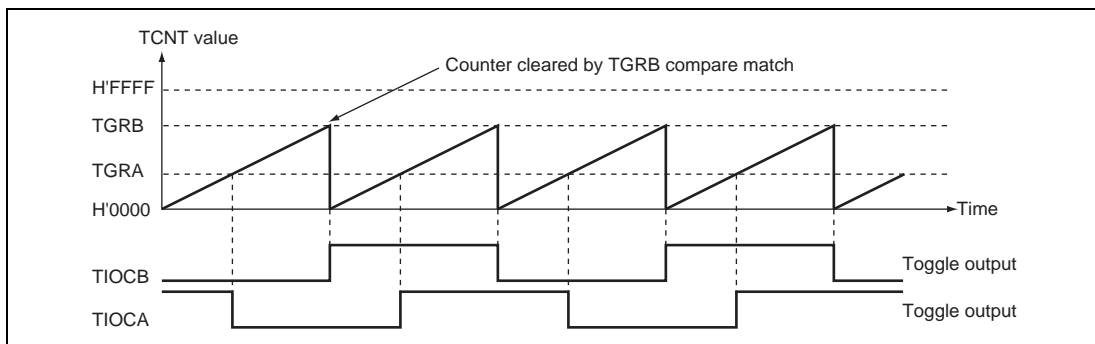 TCNT value
Counter cleared by TGRB compare match
H'FFFF
TGRB
TGRA
H'0000
Time
TIOCB
Toggle output
TIOCA
Toggle output